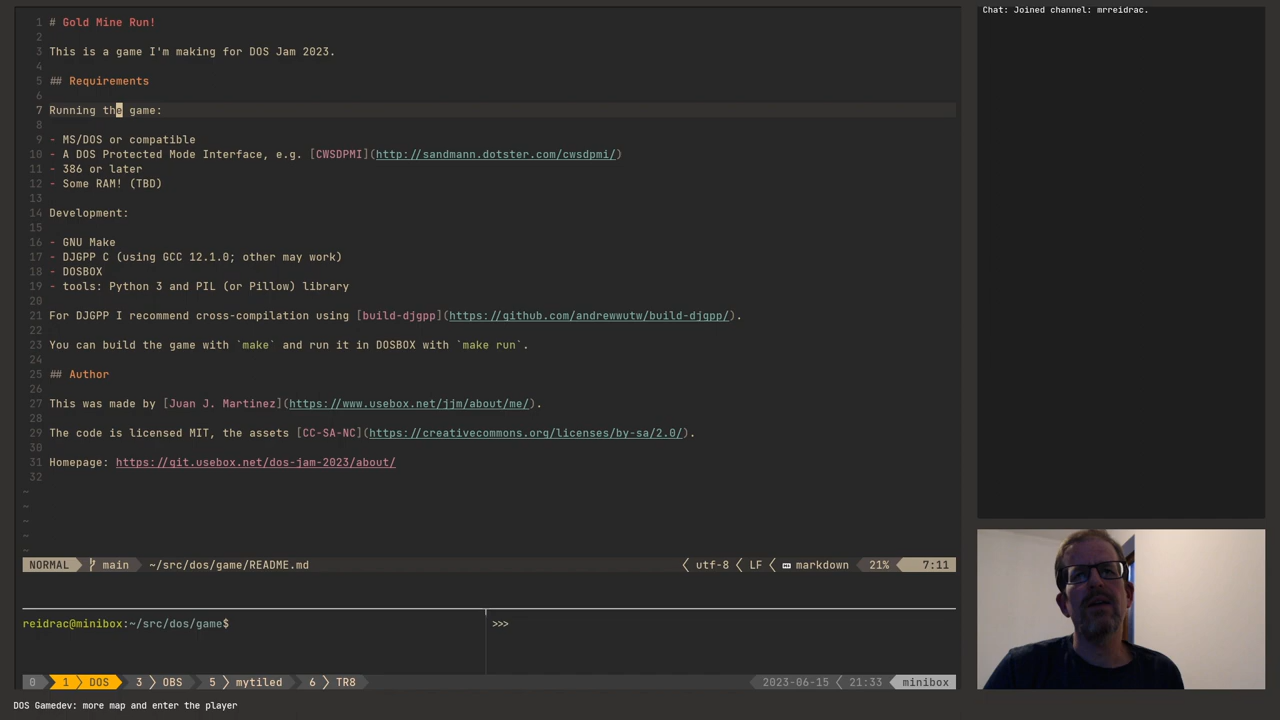 1 # Gold Mine Run!
2
3 This is a game I'm making for DOS Jam 2023.
4
5 ## Requirements
6
7 Running the game:
8
9 - MS/DOS or compatible
10 - A DOS Protected Mode Interface, e.g. [CWSDPMI](http://sandmann.dotster.com/cwsdpmi/)
11 - 386 or later
12 - Some RAM! (TBD)
13
14 Development:
15
16 - GNU Make
17 - DJGPP C (using GCC 12.1.0; other may work)
18 - DOSBOX
19 - tools: Python 3 and PIL (or Pillow) library
20
21 For DJGPP I recommend cross-compilation using [build-djgpp](https://github.com/andrewwutw/build-djgpp/).
22
23 You can build the game with `make` and run it in DOSBOX with `make run`.
24
25 ## Author
26
27 This was made by [Juan J. Martinez](https://www.usebox.net/jjm/about/me/).
28
29 The code is licensed MIT, the assets [CC-SA-NC](https://creativecommons.org/licenses/by-sa/2.0/).
30
31 Homepage: https://git.usebox.net/dos-jam-2023/about/
32
~
~
~
~
~
NORMAL main ~/src/dos/game/README.md utf-8 LF markdown 21% 7:11
reidrac@minibox:~/src/dos/game$ >>>
0 1 DOS 3 OBS 5 mytiled 6 TR8 2023-06-15 21:33 minibox
DOS Gamedev: more map and enter the player
Chat: Joined channel: mrreidrac.